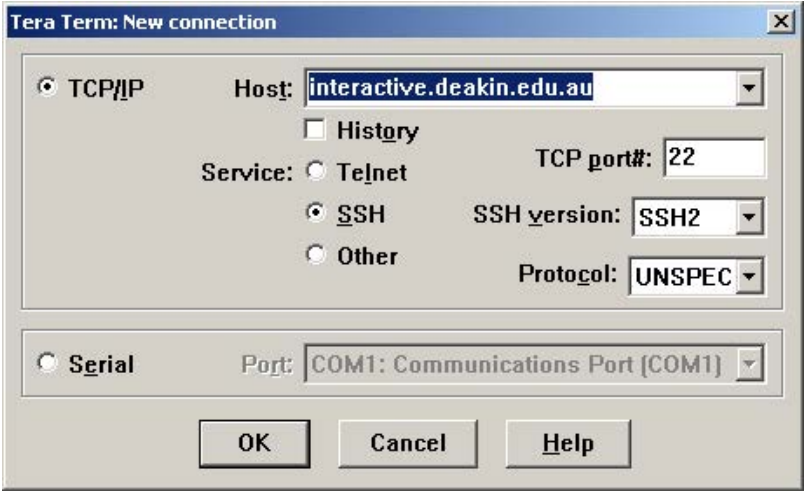 Tera Term: New connection
TCP/IP Host: interactive.deakin.edu.au
History
Service: Telnet TCP port#: 22
SSH SSH version: SSH2
Other Protocol: UNSPEC
Serial Port: COM1: Communications Port (COM1)
OK Cancel Help